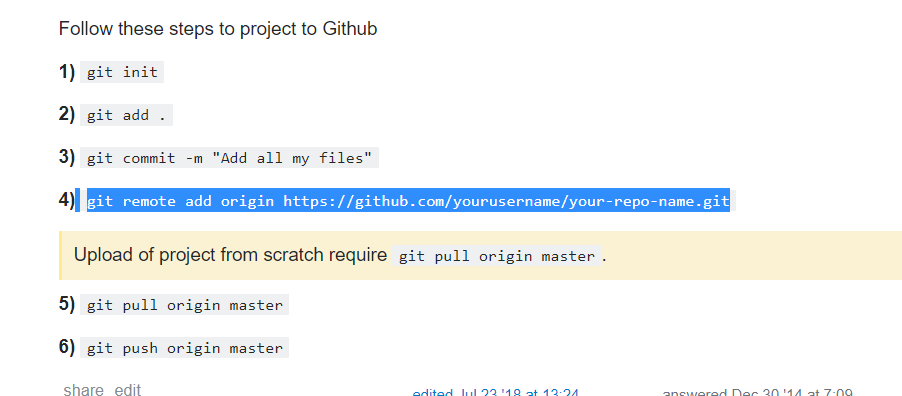 Follow these steps to project to Github
1) git init
2) git add .
3) git commit -m "Add all my files"
4) git remote add origin https://github.com/yourusername/your-repo-name.git
Upload of project from scratch require git pull origin master .
5) git pull origin master
6) git push origin master
share edit edited Jul 23 '18 at 13:24 answered Dec 30 '14 at 7:09